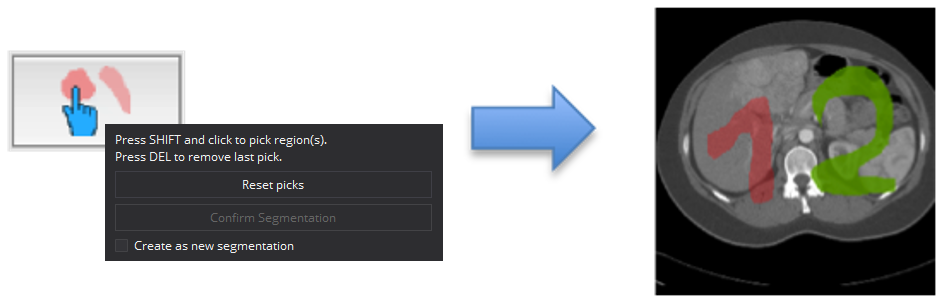 Press SHIFT and click to pick region(s).
Press DEL to remove last pick.
Reset picks
Confirm Segmentation
Create as new segmentation
1 2